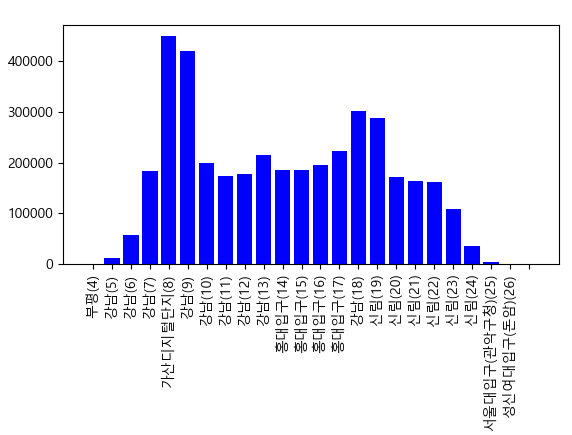 400000
300000
200000
100000
0
부평(4)
강남(5)
강남(6)
강남(7)
가산디지털단지(8)
강남(9)
강남(10)
강남(11)
강남(12)
강남(13)
홍대입구(14)
홍대입구(15)
홍대입구(16)
홍대입구(17)
강남(18)
신림(19)
신림(20)
신림(21)
신림(22)
신림(23)
신림(24)
서울대입구(관악구청)(25)
성신여대입구(돈암)(26)